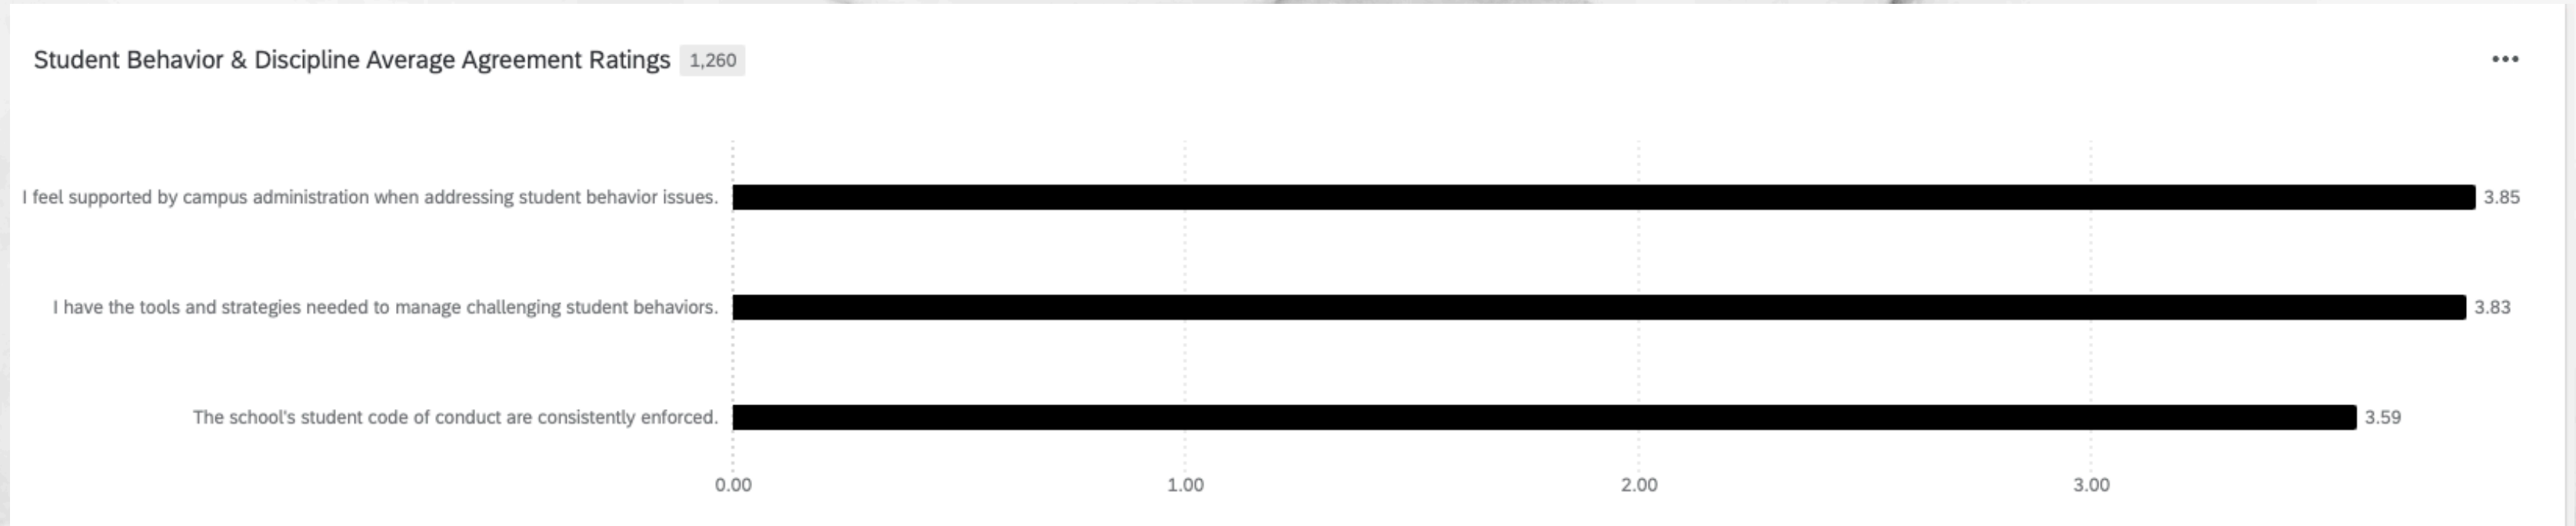 Student Behavior & Discipline Average Agreement Ratings 1,260
I feel supported by campus administration when addressing student behavior issues. 3.85
I have the tools and strategies needed to manage challenging student behaviors. 3.83
The school's student code of conduct are consistently enforced. 3.59
0.00 1.00 2.00 3.00